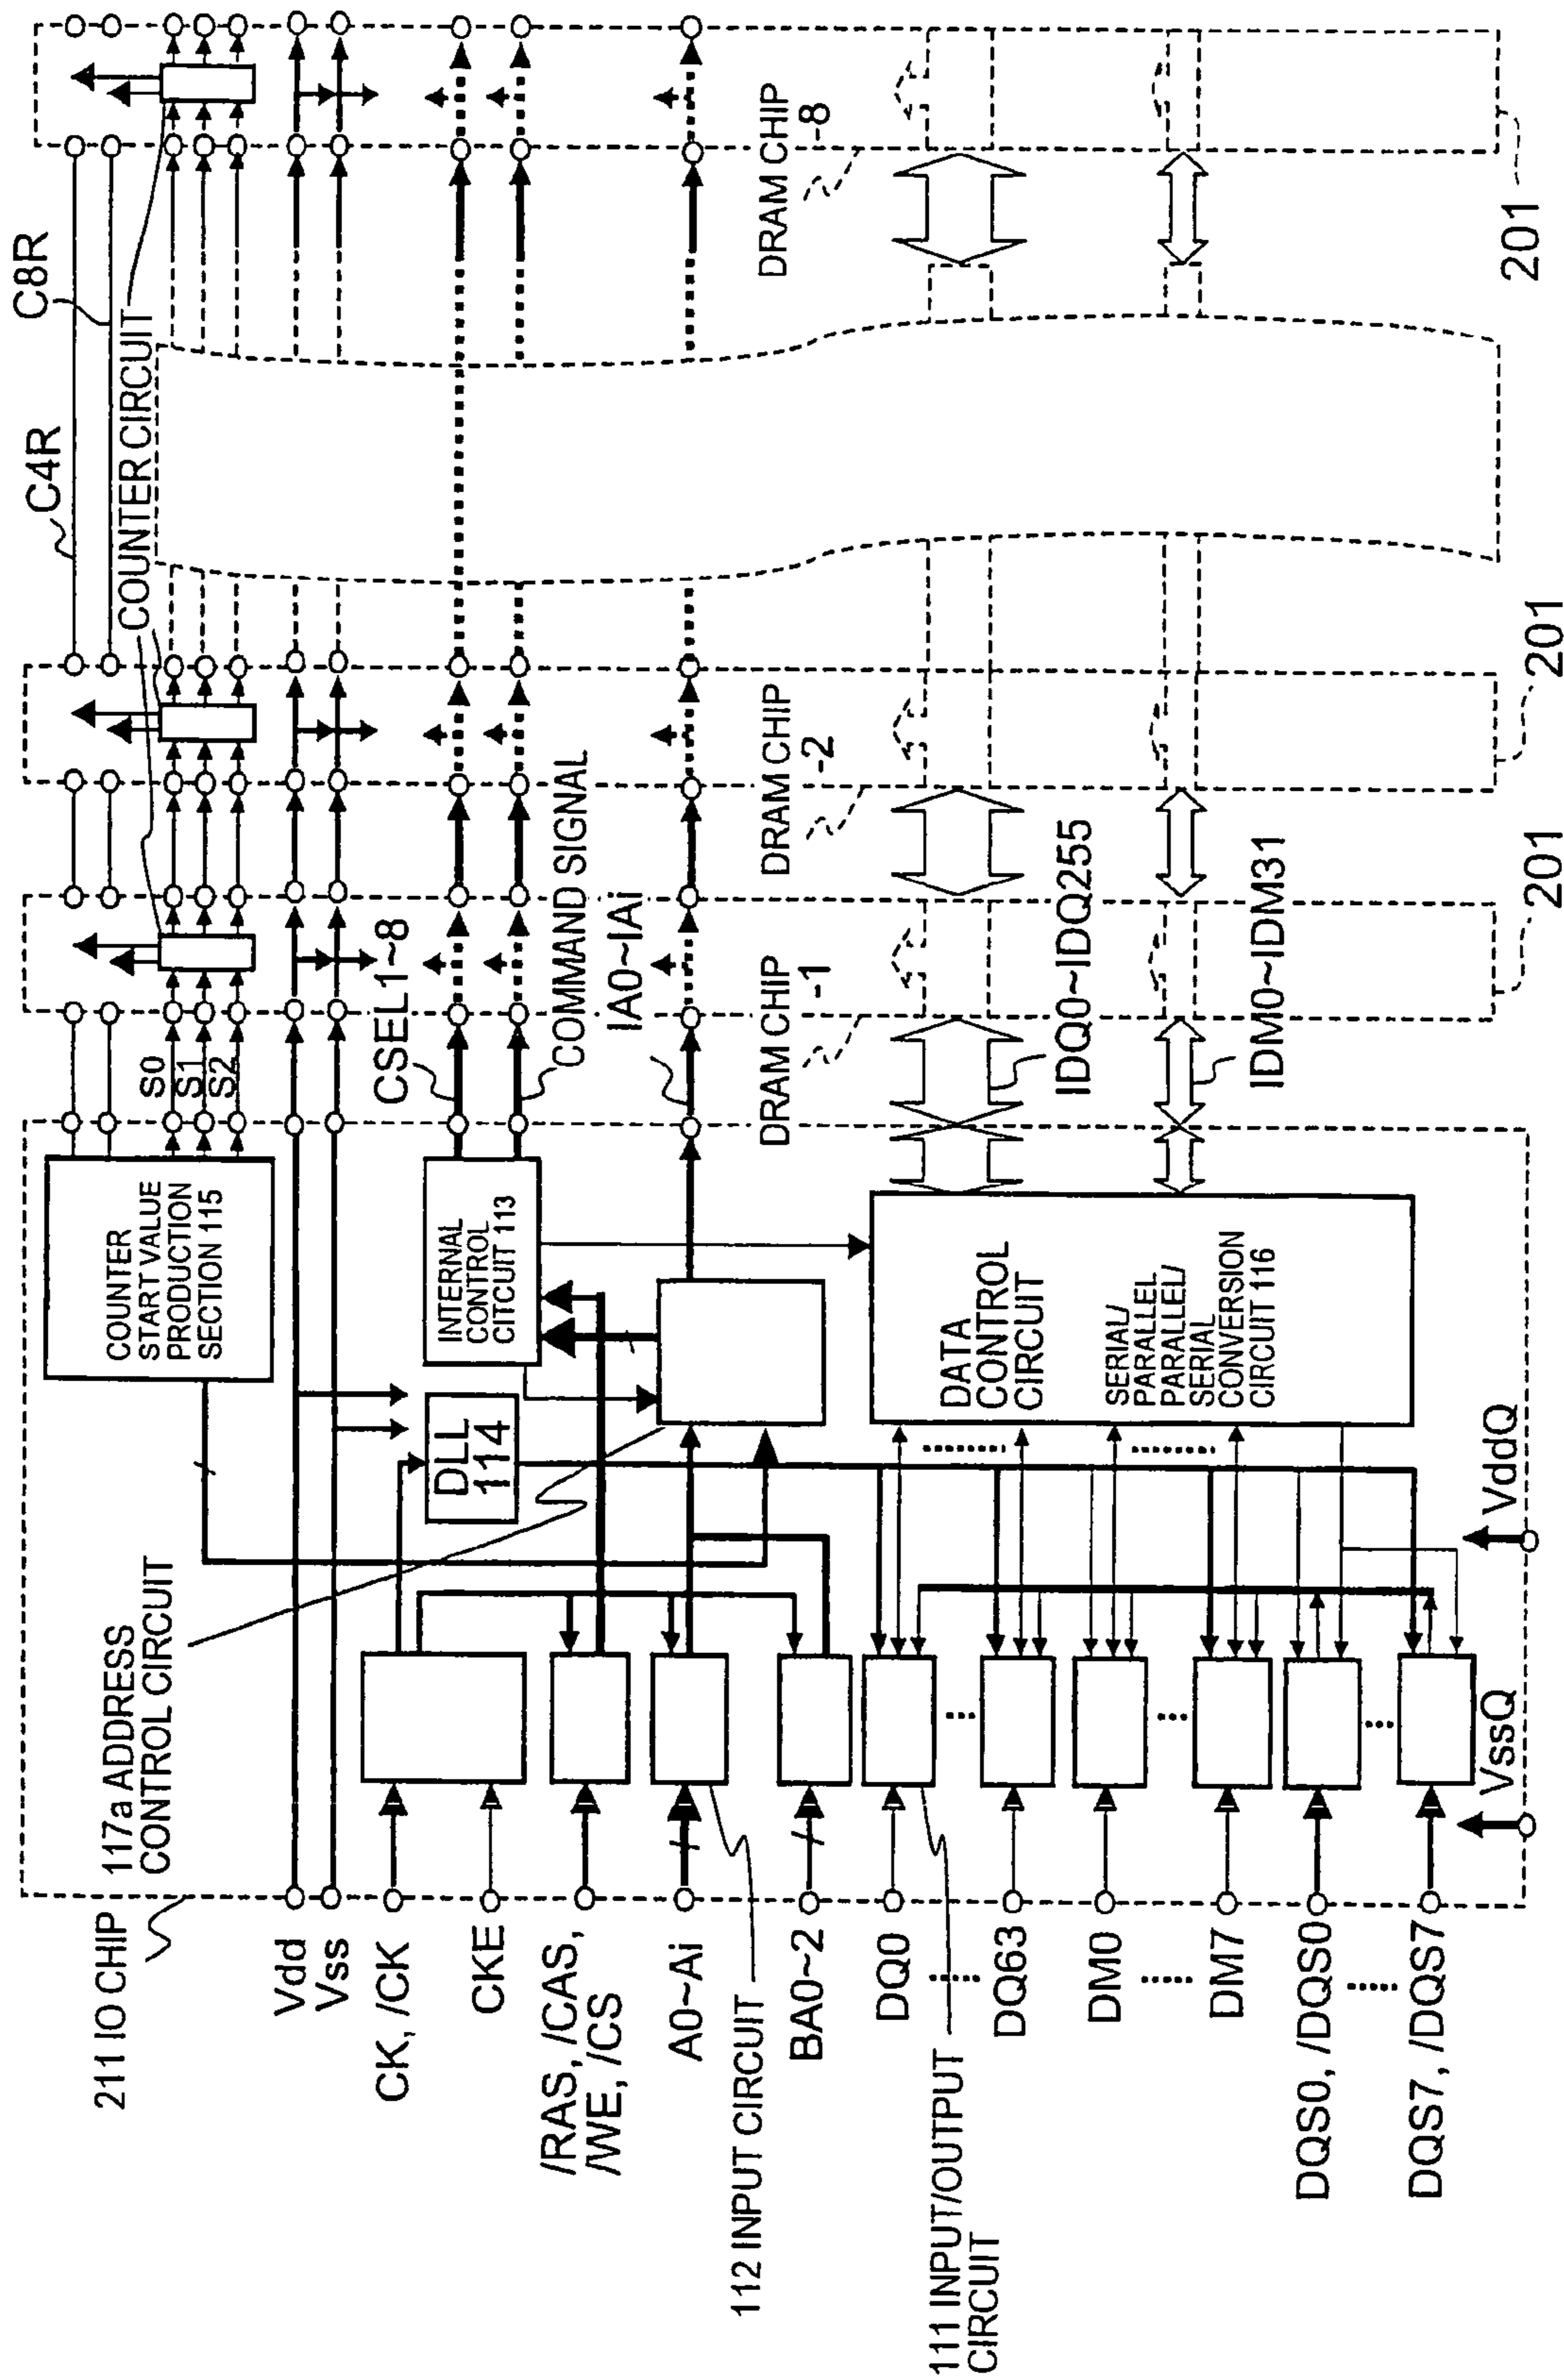 211 IO CHIP
117a ADDRESS
CONTROL CIRCUIT
Vdd
Vss
CK, /CK
CKE
/RAS, /CAS,
/WE, /CS
A0~Ai
BA0~2
112 INPUT CIRCUIT
DQ0
DQ63
111 INPUT/OUTPUT
CIRCUIT
DM0
DM7
DQS0, /DQS0
DQS7, /DQS7
VssQ
VddQ
COUNTER
START VALUE
PRODUCTION
SECTION 115
DLL
114
INTERNAL
CONTROL
CITCUIT 113
DATA
CONTROL
CIRCUIT
SERIAL/
PARALLEL
PARALLEL/
SERIAL
CONVERSION
CIRCUIT 116
S0
S1
S2
CSEL1~8
COMMAND SIGNAL
IA0~IAi
DRAM CHIP
-1
IDQ0~IDQ255
IDM0~IDM31
201
DRAM CHIP
-2
201
C4R
C8R
COUNTER CIRCUIT
DRAM CHIP
-8
201